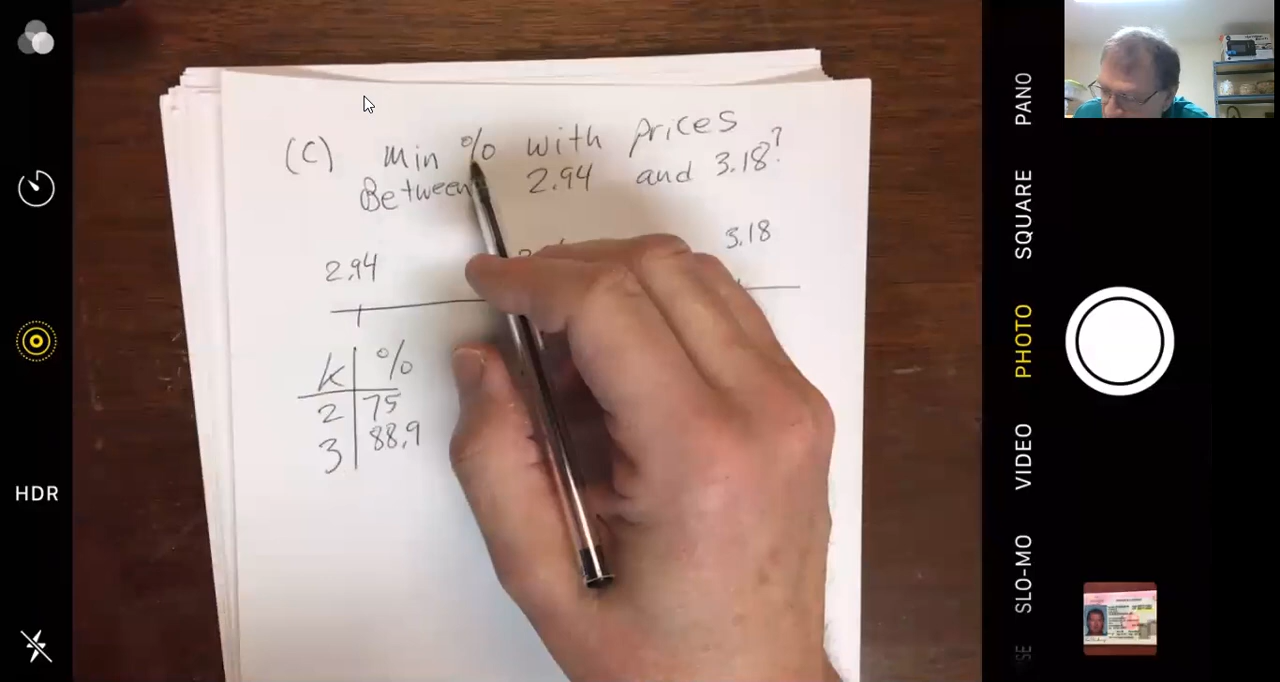 (C) Min % with prices
Between 2.94 and 3.18?
2.94 3.18
K %
2 75
3 88.9
HDR
PANO
SQUARE
PHOTO
VIDEO
SLO-MO
SE